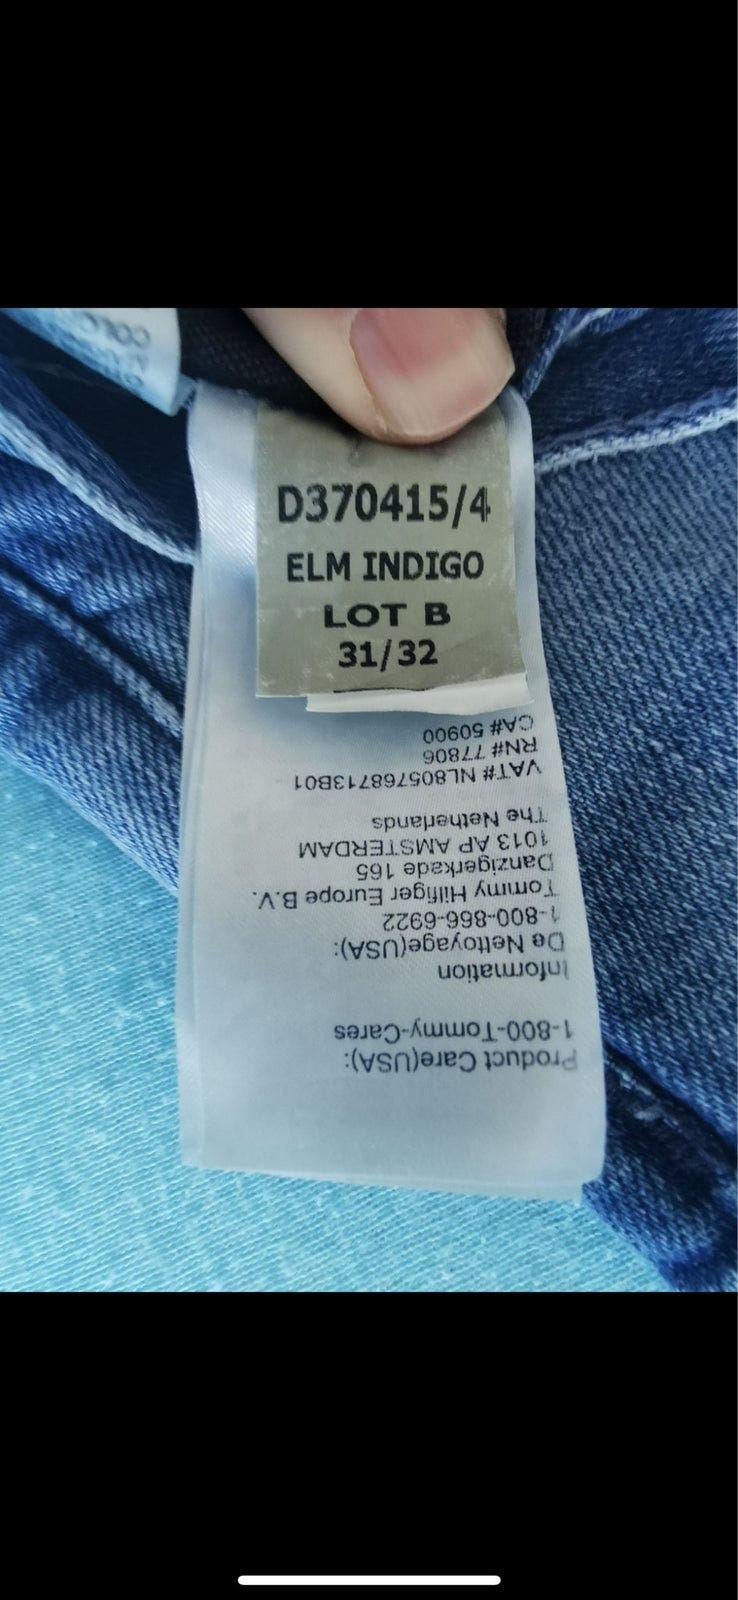 COLO
D370415/4
ELM INDIGO
LOT B
31/32
Product Care(USA):
1-800-Tommy-Cares
Information
De Nettoyage(USA):
1-800-866-6922
Tommy Hilfiger Europe B.V.
Danzigerkade 165
1013 AP AMSTERDAM
The Netherlands
VAT# NL805768713B01
RN# 77806
CA# 50900